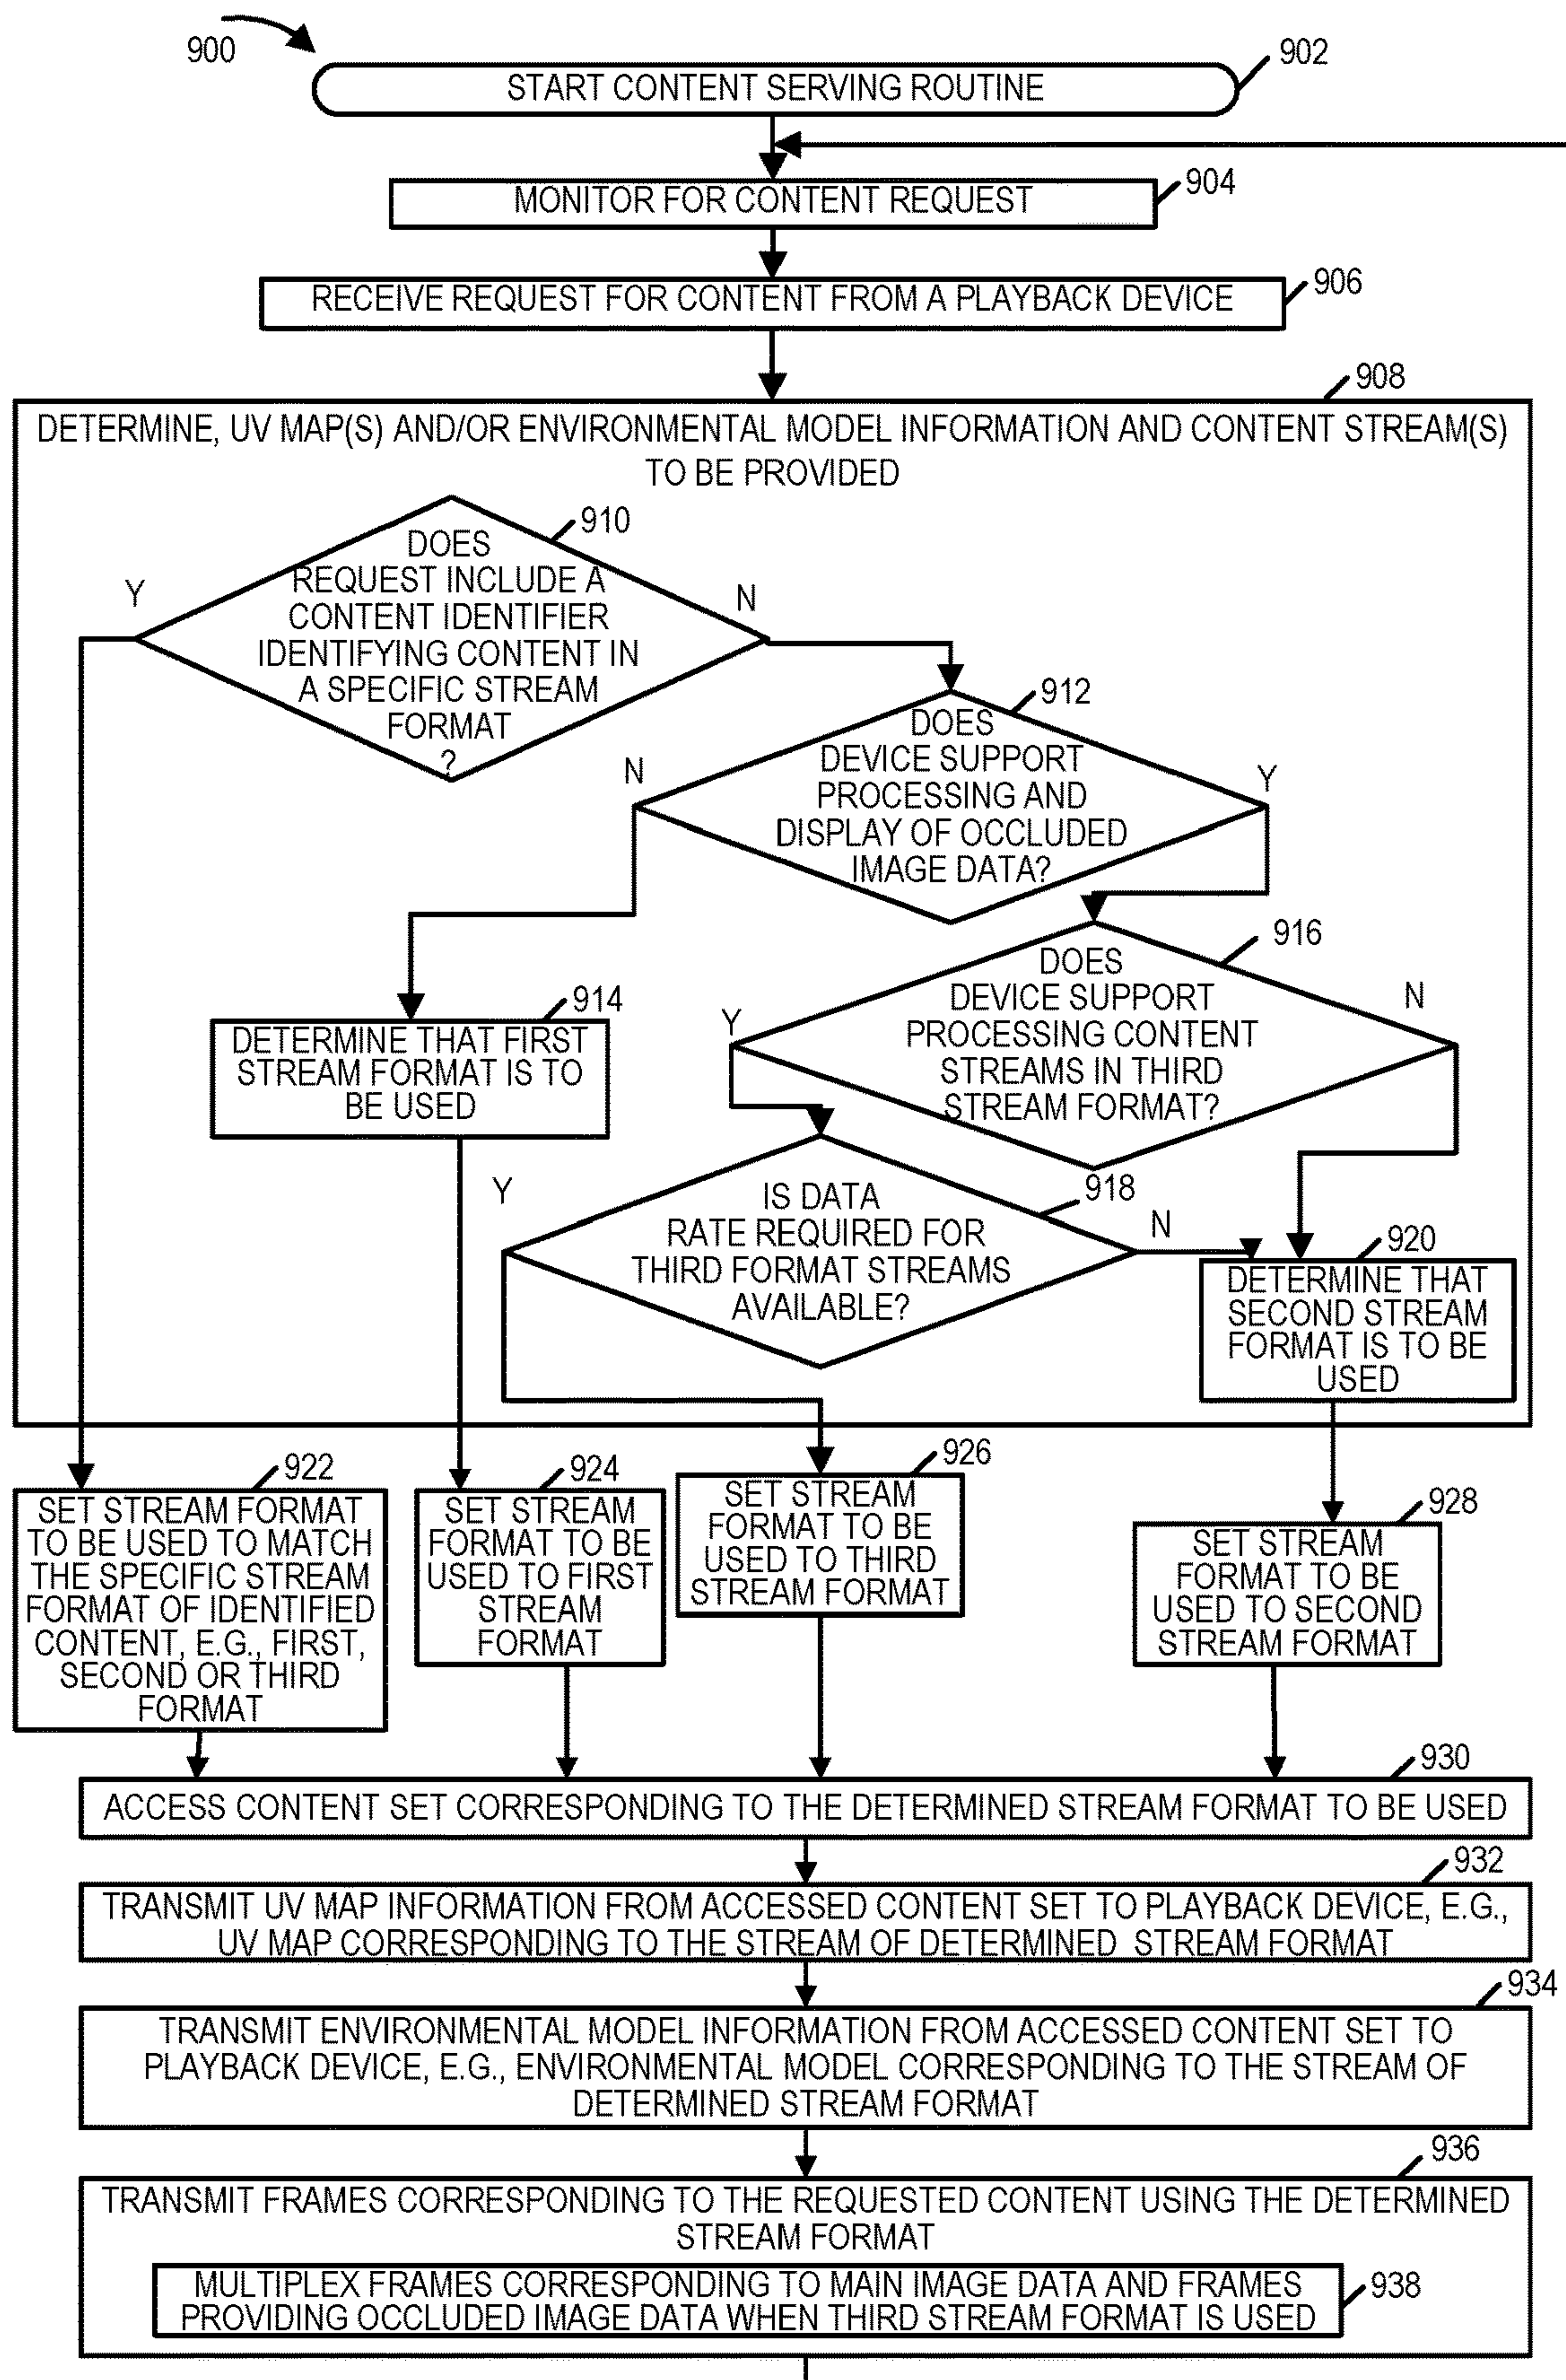 900
902
START CONTENT SERVING ROUTINE
904
MONITOR FOR CONTENT REQUEST
906
RECEIVE REQUEST FOR CONTENT FROM A PLAYBACK DEVICE
908
DETERMINE, UV MAP(S) AND/OR ENVIRONMENTAL MODEL INFORMATION AND CONTENT STREAM(S)
TO BE PROVIDED
910
DOES
REQUEST INCLUDE A
CONTENT IDENTIFIER
IDENTIFYING CONTENT IN
A SPECIFIC STREAM
FORMAT
?
Y
N
912
DOES
DEVICE SUPPORT
PROCESSING AND
DISPLAY OF OCCLUDED
IMAGE DATA?
N
Y
914
DETERMINE THAT FIRST
STREAM FORMAT IS TO
BE USED
916
DOES
DEVICE SUPPORT
PROCESSING CONTENT
STREAMS IN THIRD
STREAM FORMAT?
Y
N
918
IS DATA
RATE REQUIRED FOR
THIRD FORMAT STREAMS
AVAILABLE?
Y
N
920
DETERMINE THAT
SECOND STREAM
FORMAT IS TO BE
USED
922
SET STREAM FORMAT
TO BE USED TO MATCH
THE SPECIFIC STREAM
FORMAT OF IDENTIFIED
CONTENT, E.G., FIRST,
SECOND OR THIRD
FORMAT
924
SET STREAM
FORMAT TO BE
USED TO FIRST
STREAM
FORMAT
926
SET STREAM
FORMAT TO BE
USED TO THIRD
STREAM FORMAT
928
SET STREAM
FORMAT TO BE
USED TO SECOND
STREAM FORMAT
930
ACCESS CONTENT SET CORRESPONDING TO THE DETERMINED STREAM FORMAT TO BE USED
932
TRANSMIT UV MAP INFORMATION FROM ACCESSED CONTENT SET TO PLAYBACK DEVICE, E.G.,
UV MAP CORRESPONDING TO THE STREAM OF DETERMINED STREAM FORMAT
934
TRANSMIT ENVIRONMENTAL MODEL INFORMATION FROM ACCESSED CONTENT SET TO
PLAYBACK DEVICE, E.G., ENVIRONMENTAL MODEL CORRESPONDING TO THE STREAM OF
DETERMINED STREAM FORMAT
936
TRANSMIT FRAMES CORRESPONDING TO THE REQUESTED CONTENT USING THE DETERMINED
STREAM FORMAT
938
MULTIPLEX FRAMES CORRESPONDING TO MAIN IMAGE DATA AND FRAMES
PROVIDING OCCLUDED IMAGE DATA WHEN THIRD STREAM FORMAT IS USED